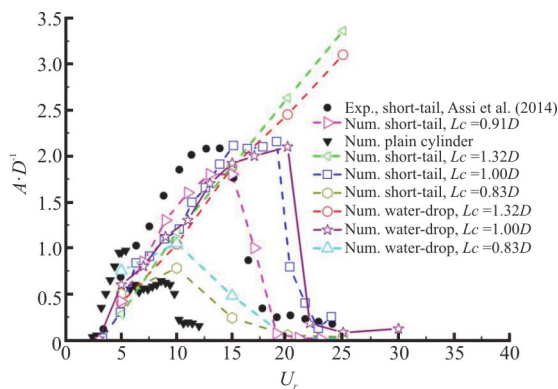 A·D⁻¹
3.5
3.0
2.5
2.0
1.5
1.0
0.5
0
0 5 10 15 20 25 30 35 40
U_r
Exp., short-tail, Assi et al. (2014)
Num. short-tail, Lc =0.91D
Num. plain cylinder
Num. short-tail, Lc =1.32D
Num. short-tail, Lc =1.00D
Num. short-tail, Lc =0.83D
Num. water-drop, Lc =1.32D
Num. water-drop, Lc =1.00D
Num. water-drop, Lc =0.83D